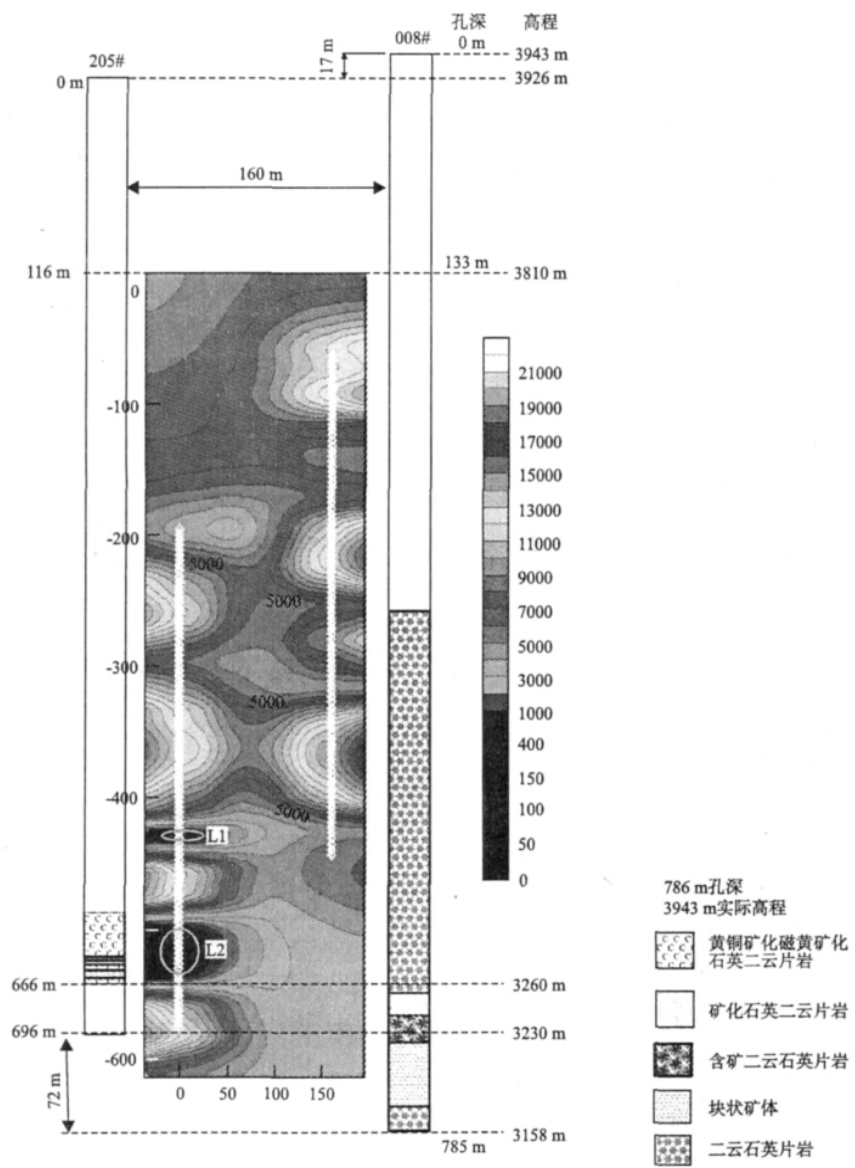 孔深 高程
008# 0 m
3943 m
17 m
205#
0 m
3926 m
160 m
116 m
133 m
3810 m
0
-100
-200
-300
-400
-600
5000
5000
5000
5000
L1
L2
21000
19000
17000
15000
13000
11000
9000
7000
5000
3000
1000
400
150
100
50
0
666 m
3260 m
696 m
3230 m
72 m
0 50 100 150
785 m
3158 m
786 m孔深
3943 m实际高程
黄铜矿化磁黄矿化
石英二云片岩
矿化石英二云片岩
含矿二云石英片岩
块状矿体
二云石英片岩